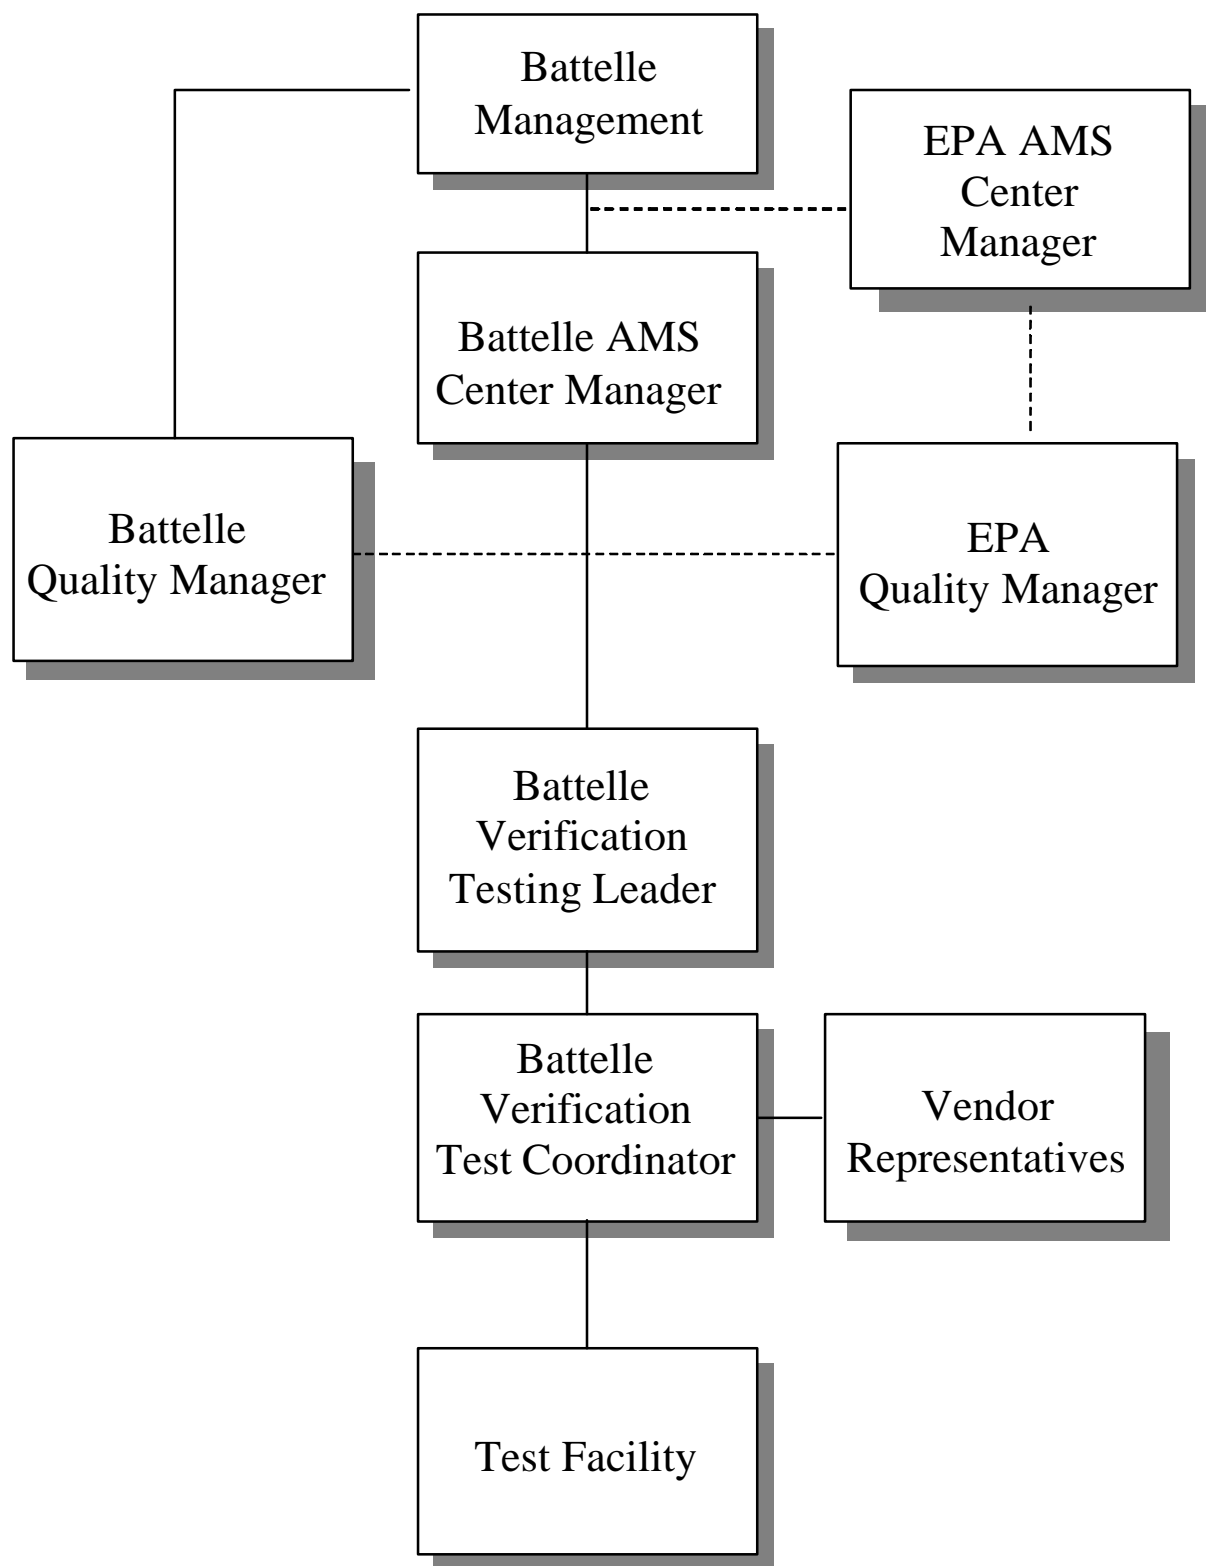 Battelle
Management
EPA AMS
Center
Manager
Battelle AMS
Center Manager
Battelle
Quality Manager
EPA
Quality Manager
Battelle
Verification
Testing Leader
Battelle
Verification
Test Coordinator
Vendor
Representatives
Test Facility